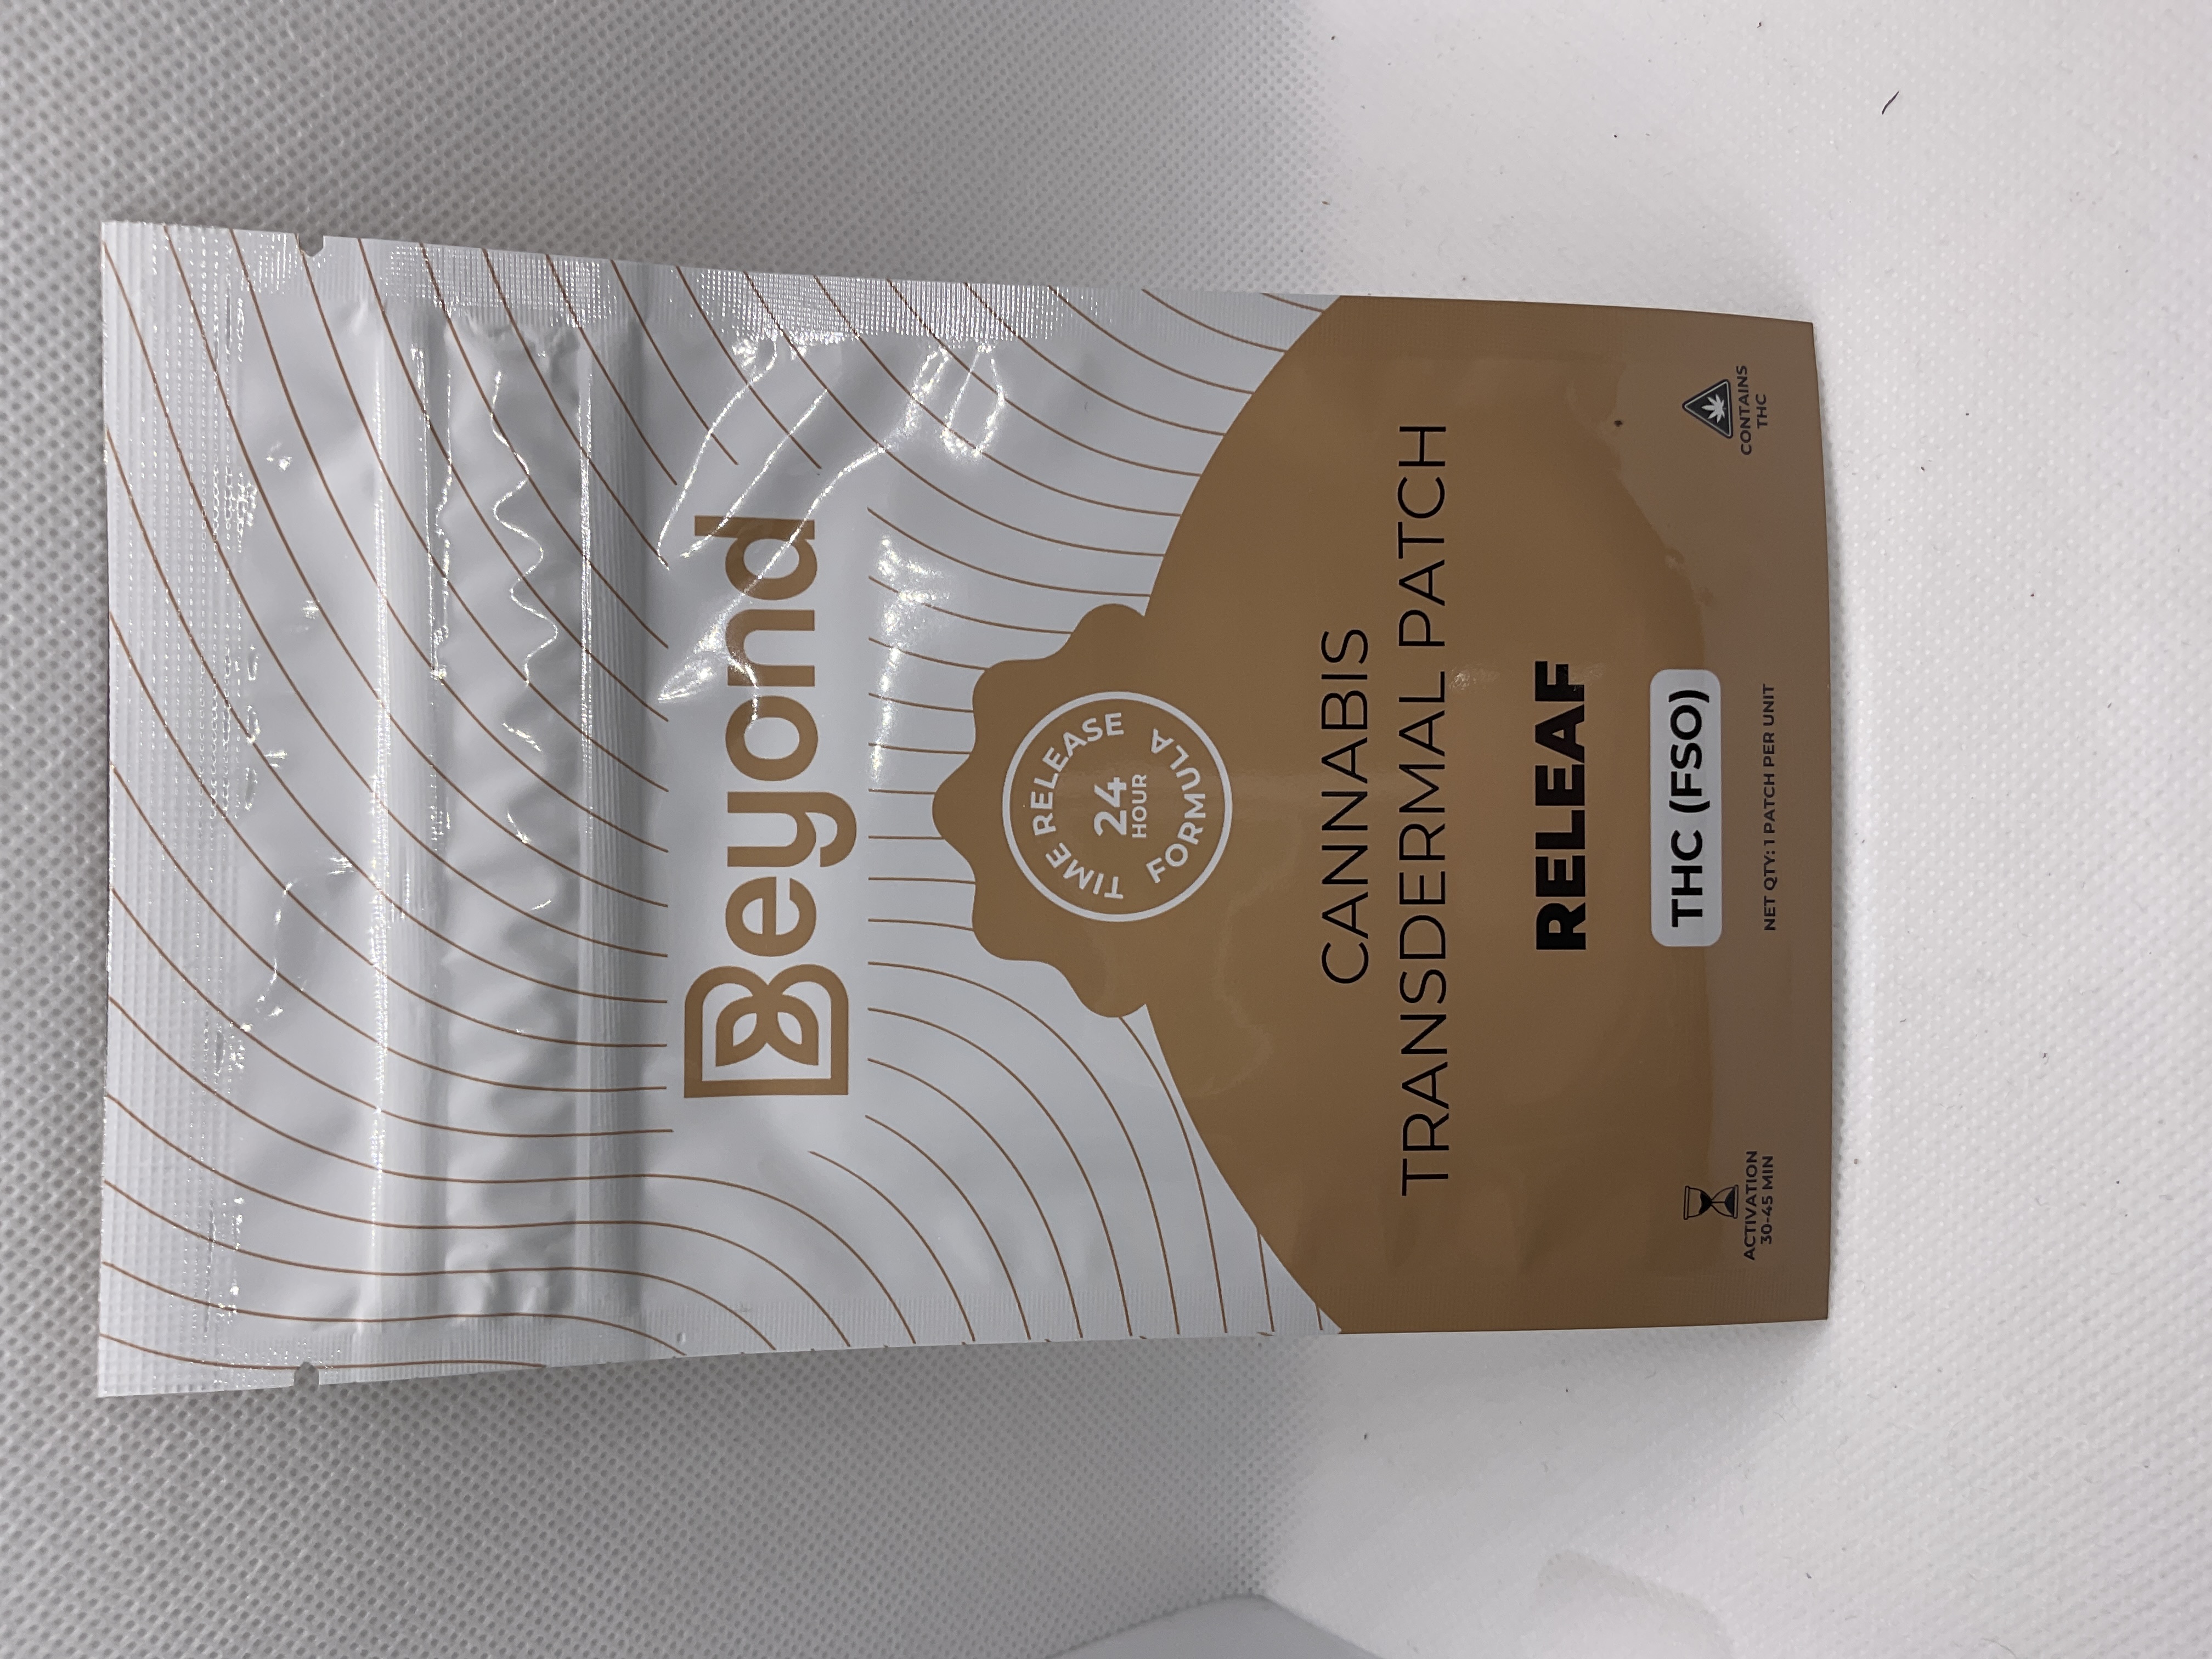 Beyond
TIME RELEASE
24
HOUR
FORMULA
CANNABIS
TRANSDERMAL PATCH
RELEAF
THC (FSO)
ACTIVATION
30-45 MIN
NET QTY: 1 PATCH PER UNIT
CONTAINS
THC